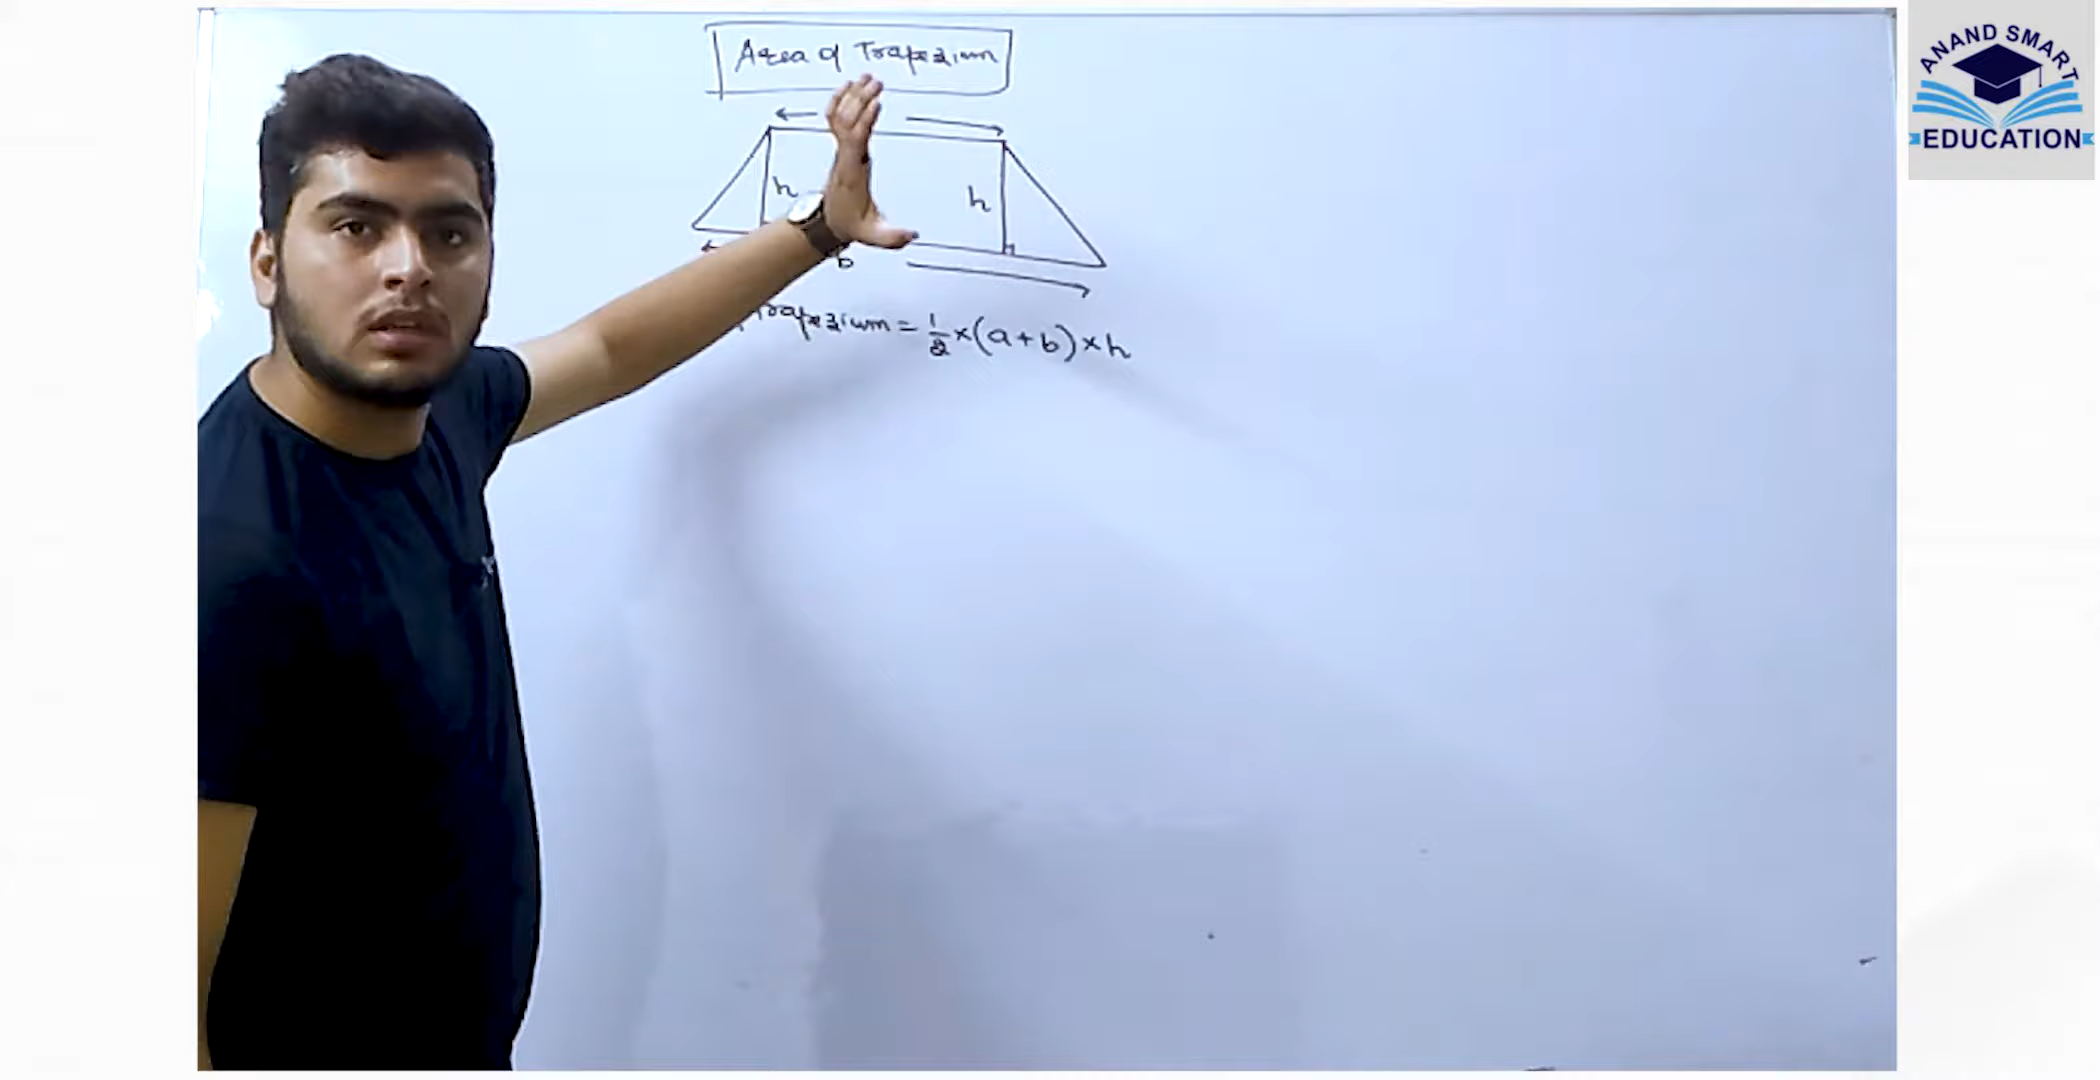 Area of Trapezium
h
h
b
Trapezium = 1/2 × (a + b) × h
ANAND SMART
EDUCATION